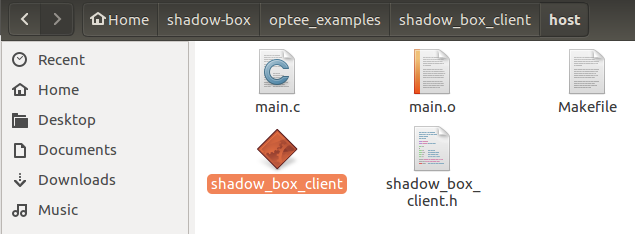 Home shadow-box optee_examples shadow_box_client host
Recent
Home
Desktop
Documents
Downloads
Music
main.c main.o Makefile
shadow_box_client shadow_box_
client.h